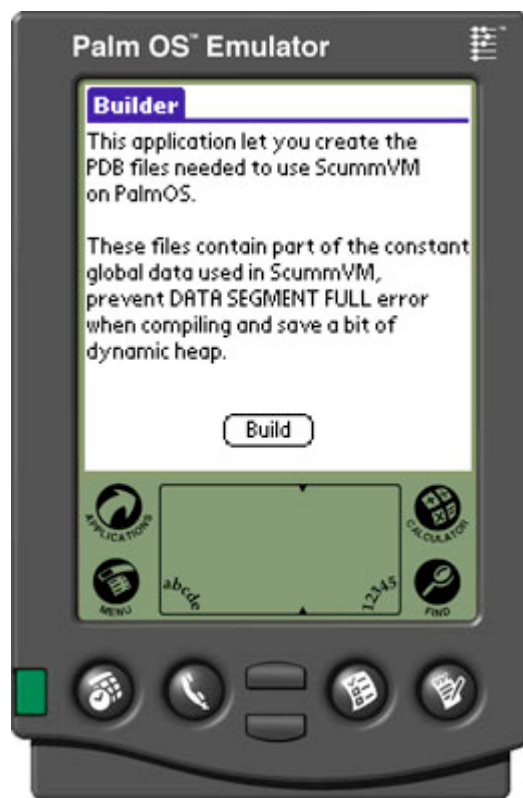 Palm OS™ Emulator
Builder
This application let you create the
PDB files needed to use ScummVM
on PalmOS.
These files contain part of the constant
global data used in ScummVM,
prevent DATA SEGMENT FULL error
when compiling and save a bit of
dynamic heap.
Build
APPLICATIONS
CALCULATOR
MENU
abcde
12345
FIND